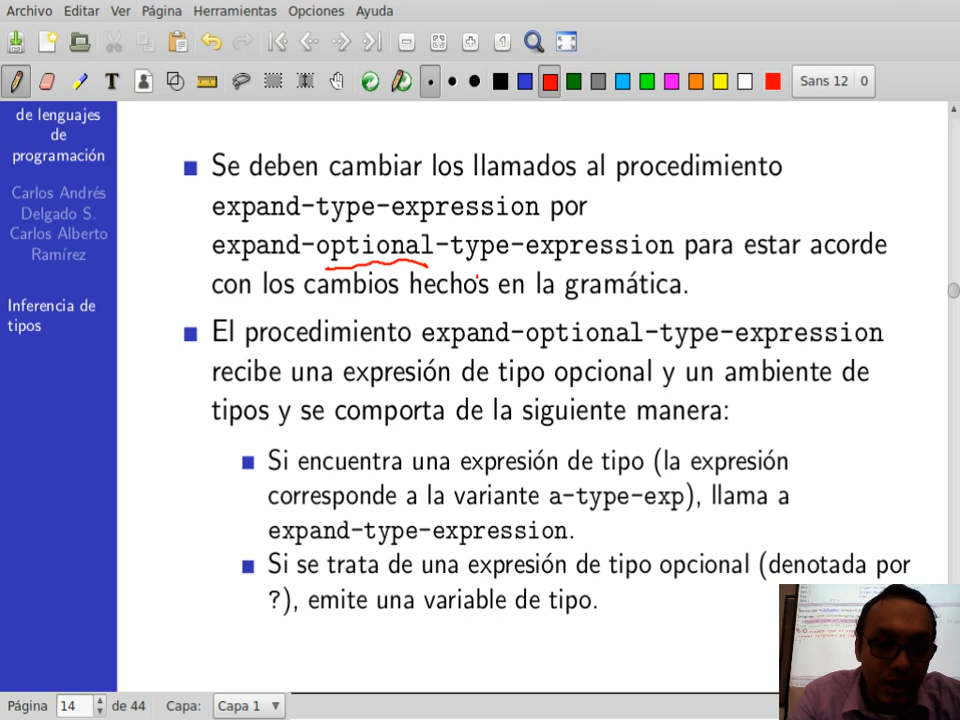 Archivo Editar Ver Página Herramientas Opciones Ayuda
T
Sans 12 0
de lenguajes
de
programación
Carlos Andrés
Delgado S.
Carlos Alberto
Ramírez
Inferencia de
tipos
Se deben cambiar los llamados al procedimiento
expand-type-expression por
expand-optional-type-expression para estar acorde
con los cambios hechos en la gramática.
El procedimiento expand-optional-type-expression
recibe una expresión de tipo opcional y un ambiente de
tipos y se comporta de la siguiente manera:
Si encuentra una expresión de tipo (la expresión
corresponde a la variante a-type-exp), llama a
expand-type-expression.
Si se trata de una expresión de tipo opcional (denotada por
?), emite una variable de tipo.
Página 14 de 44 Capa: Capa 1